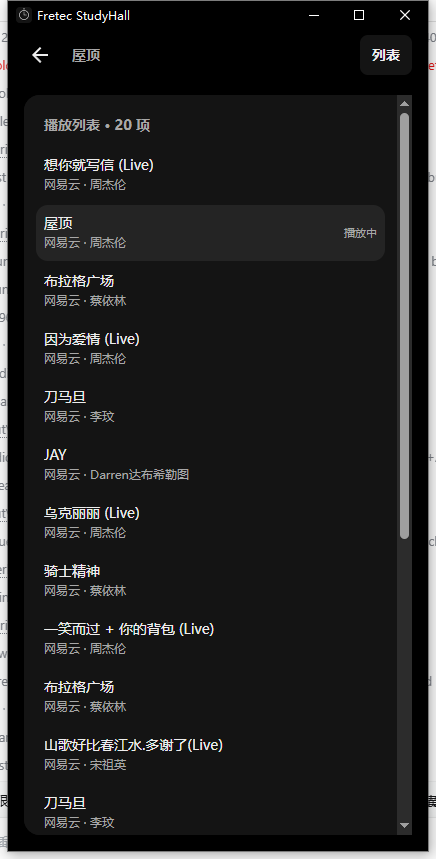 Fretec StudyHall
屋顶
列表
播放列表 • 20 项
想你就写信 (Live)
网易云 · 周杰伦
屋顶
网易云 · 周杰伦
播放中
布拉格广场
网易云 · 蔡依林
因为爱情 (Live)
网易云 · 周杰伦
刀马旦
网易云 · 李玟
JAY
网易云 · Darren达布希勒图
乌克丽丽 (Live)
网易云 · 周杰伦
骑士精神
网易云 · 蔡依林
一笑而过 + 你的背包 (Live)
网易云 · 周杰伦
布拉格广场
网易云 · 蔡依林
山歌好比春江水.多谢了(Live)
网易云 · 宋祖英
刀马旦
网易云 · 李玟